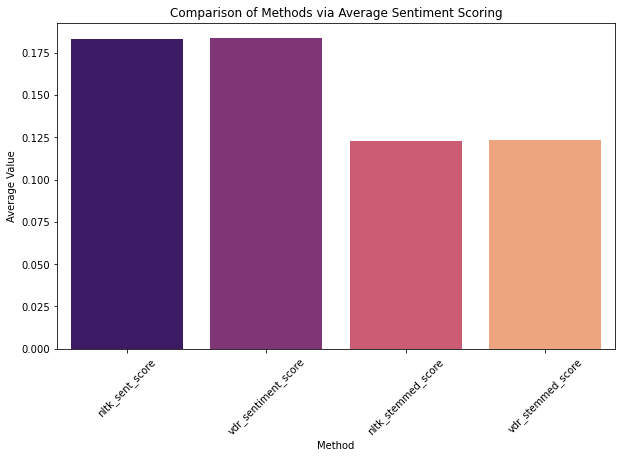 Comparison of Methods via Average Sentiment Scoring
Average Value
0.175
0.150
0.125
0.100
0.075
0.050
0.025
0.000
nltk_sent_score
vdr_sentiment_score
nltk_stemmed_score
vdr_stemmed_score
Method